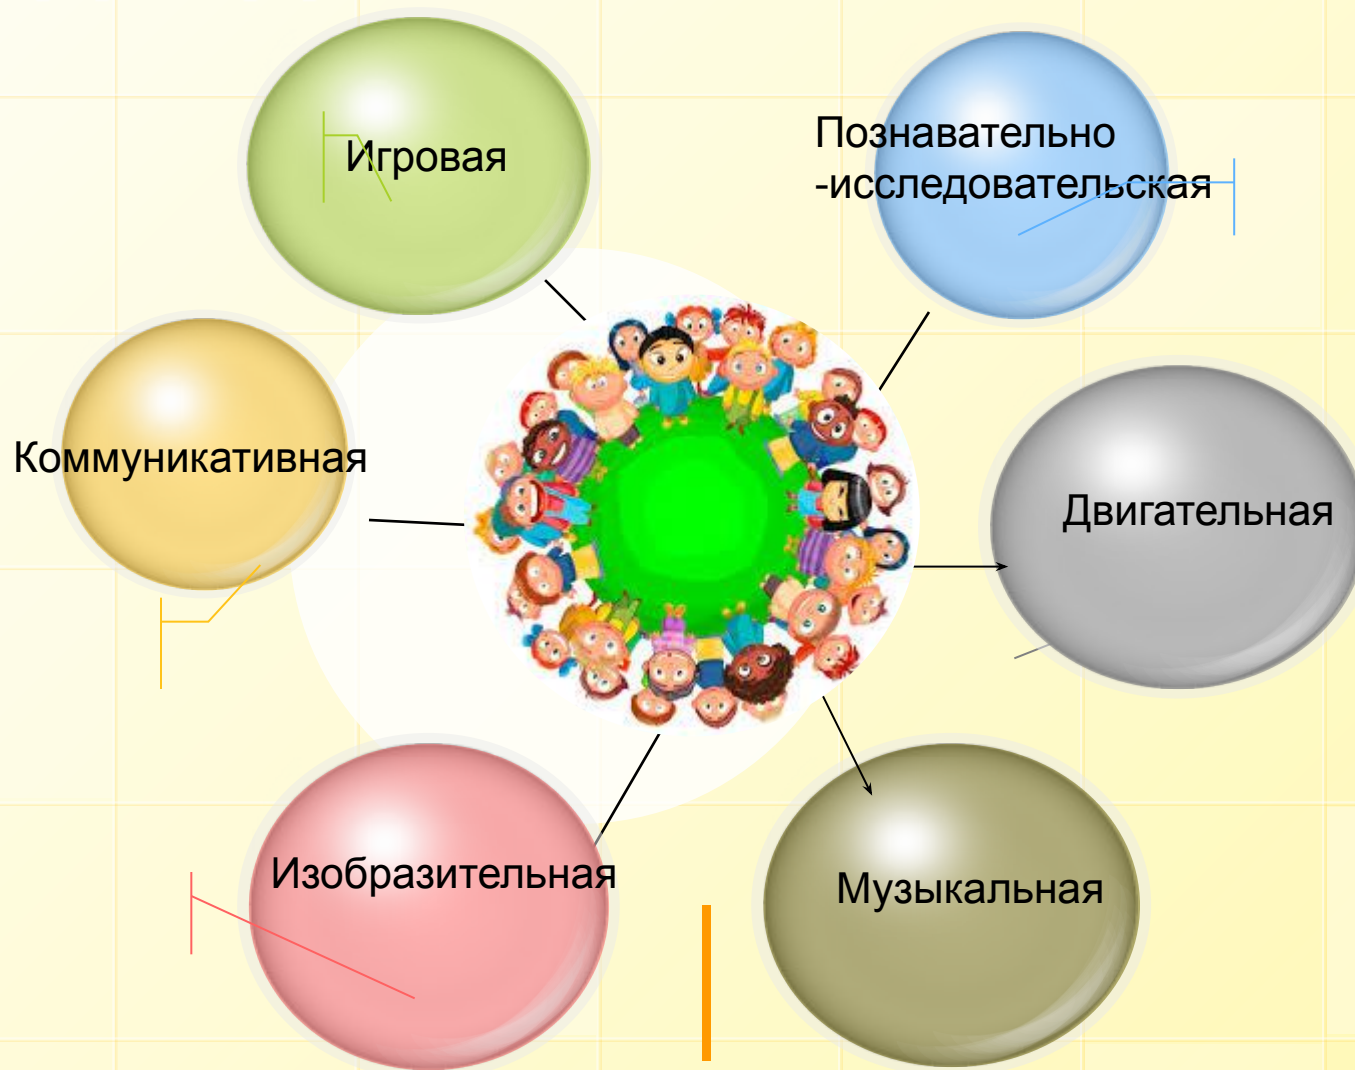 Игровая
Познавательно
-исследовательская
Коммуникативная
Двигательная
Изобразительная
Музыкальная